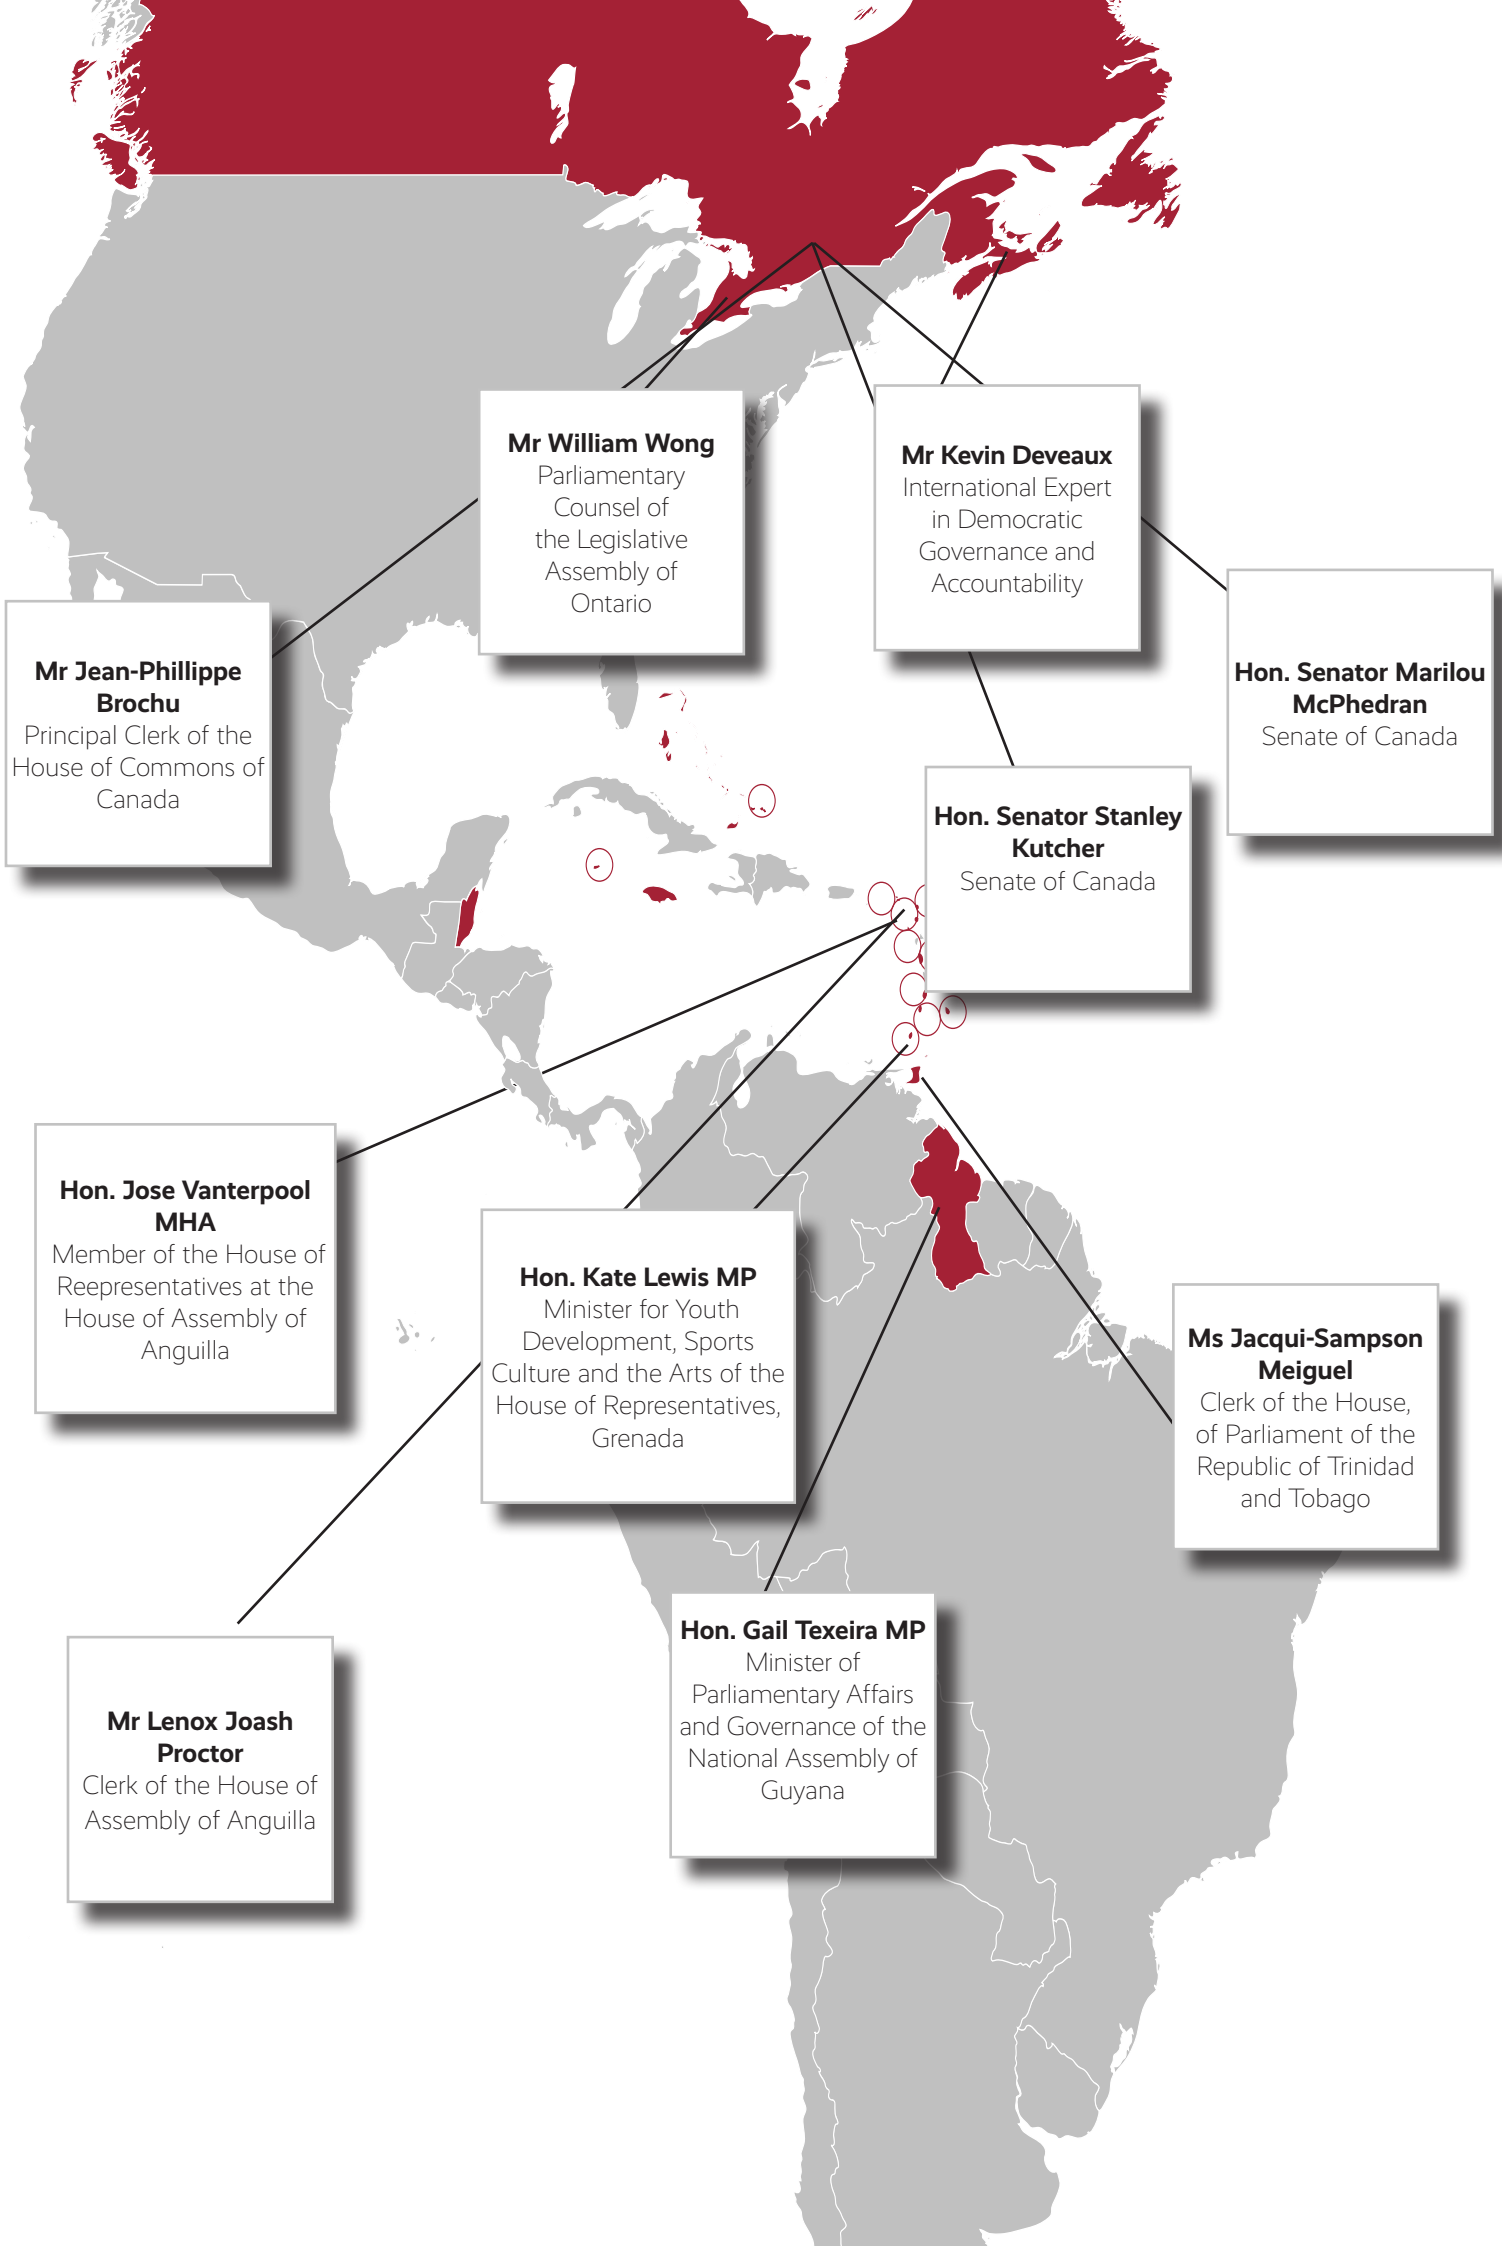 Mr William Wong
Parliamentary
Counsel of
the Legislative
Assembly of
Ontario
Mr Kevin Deveaux
International Expert
in Democratic
Governance and
Accountability
Mr Jean-Phillippe
Brochu
Principal Clerk of the
House of Commons of
Canada
Hon. Senator Marilou
McPhedran
Senate of Canada
Hon. Senator Stanley
Kutcher
Senate of Canada
Hon. Jose Vanterpool
MHA
Member of the House of
Reepresentatives at the
House of Assembly of
Anguilla
Hon. Kate Lewis MP
Minister for Youth
Development, Sports
Culture and the Arts of the
House of Representatives,
Grenada
Ms Jacqui-Sampson
Meiguel
Clerk of the House,
of Parliament of the
Republic of Trinidad
and Tobago
Hon. Gail Texeira MP
Minister of
Parliamentary Affairs
and Governance of the
National Assembly of
Guyana
Mr Lenox Joash
Proctor
Clerk of the House of
Assembly of Anguilla